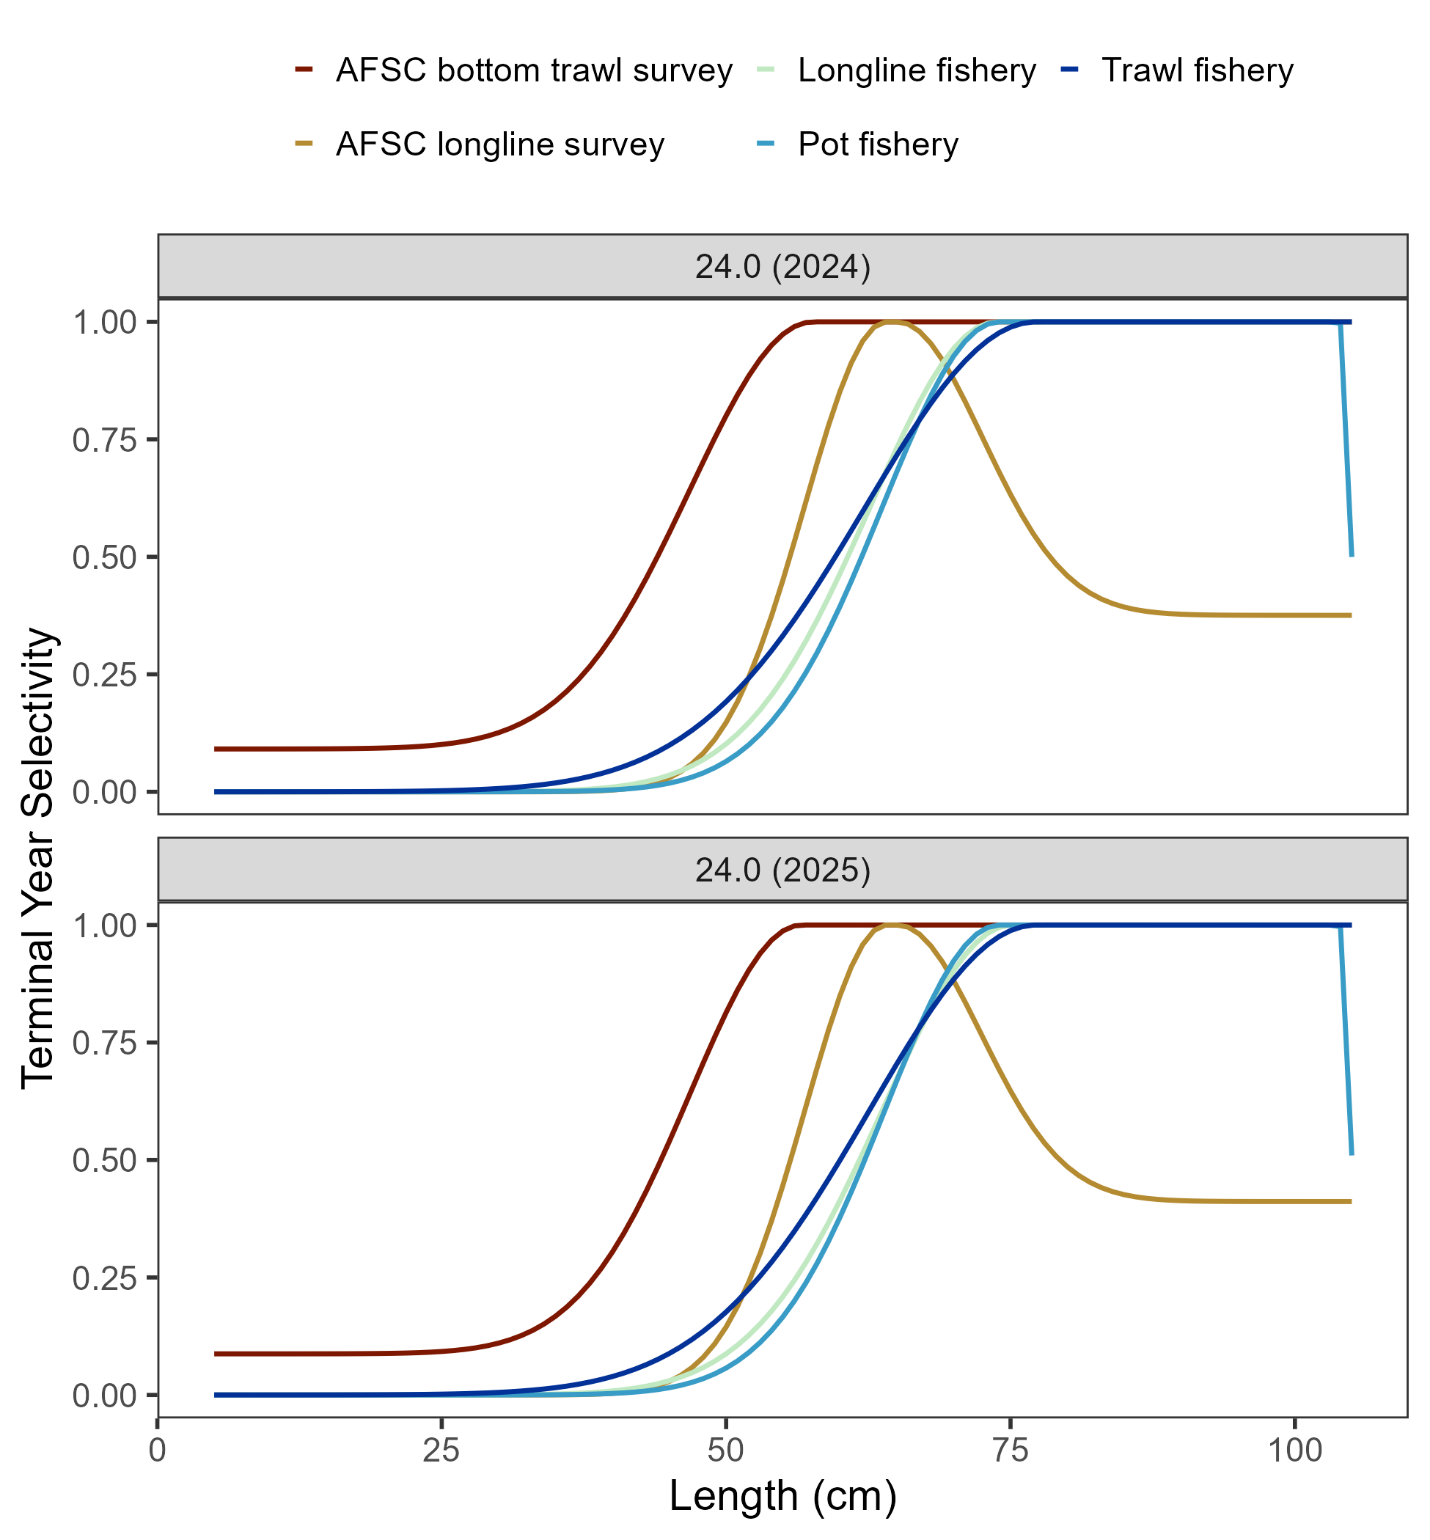 AFSC bottom trawl survey Longline fishery Trawl fishery
AFSC longline survey Pot fishery
24.0 (2024)
1.00
0.75
0.50
0.25
0.00
Terminal Year Selectivity
24.0 (2025)
1.00
0.75
0.50
0.25
0.00
0 25 50 75 100
Length (cm)